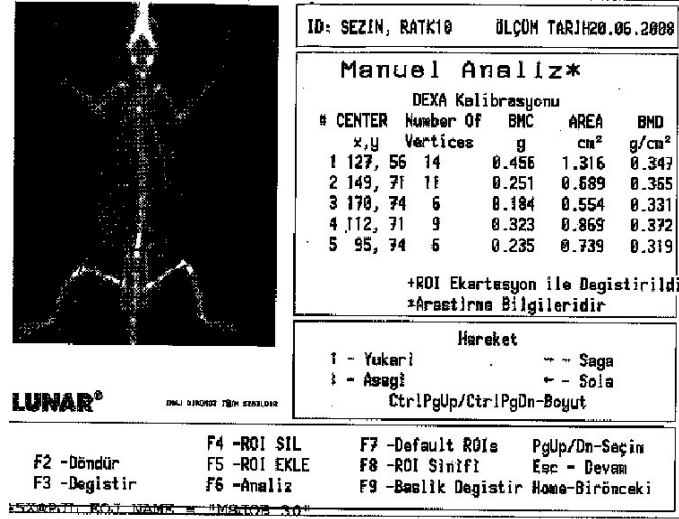 ID: SEZIN, RATK10 ÖLÇÜM TARIH20.06.2008
Manuel Analiz*
DEXA Kalibrasyonu
# CENTER Number Of BMC AREA BMD
x,y Vertices g cm² g/cm²
1 127, 56 14 0.456 1.316 0.347
2 149, 71 11 0.251 0.689 0.365
3 170, 74 6 0.184 0.554 0.331
4 112, 71 9 0.323 0.869 0.372
5 95, 74 6 0.235 0.739 0.319
+ROI Ekartasyon ile Degistirildi
*Arastirma Bilgileridir
Hareket
↑ - Yukari → - Saga
↓ - Asagi ← - Sola
CtrlPgUp/CtrlPgDn-Boyut
LUNAR®
F4 -ROI SIL F7 -Default ROIs PgUp/Dn-Seçim
F2 -Döndür F5 -ROI EKLE F8 -ROI Sinifi Esc - Devam
F3 -Degistir F6 -Analiz F9 -Baslik Degistir Home-Birönceki